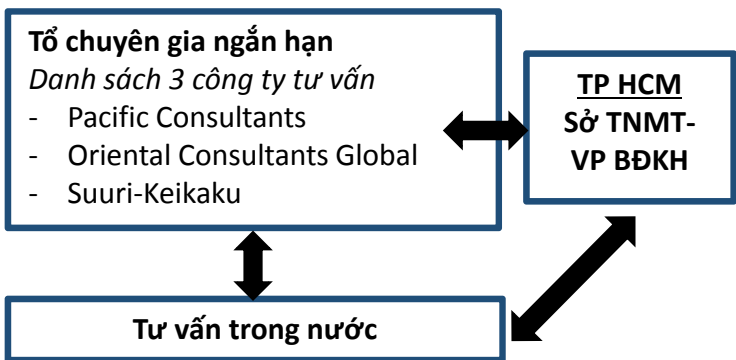 Tổ chuyên gia ngắn hạn
Danh sách 3 công ty tư vấn
- Pacific Consultants
- Oriental Consultants Global
- Suuri-Keikaku
TP HCM
Sở TNMT-
VP BĐKH
Tư vấn trong nước